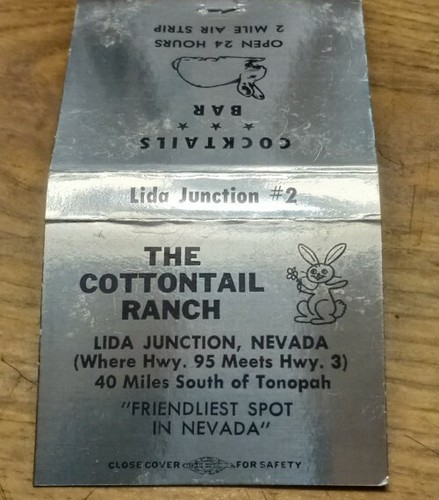 2 MILE AIR STRIP
OPEN 24 HOURS
BAR
COCKTAILS
Lida Junction #2
THE
COTTONTAIL
RANCH
LIDA JUNCTION, NEVADA
(Where Hwy. 95 Meets Hwy. 3)
40 Miles South of Tonopah
"FRIENDLIEST SPOT
IN NEVADA"
CLOSE COVER FOR SAFETY